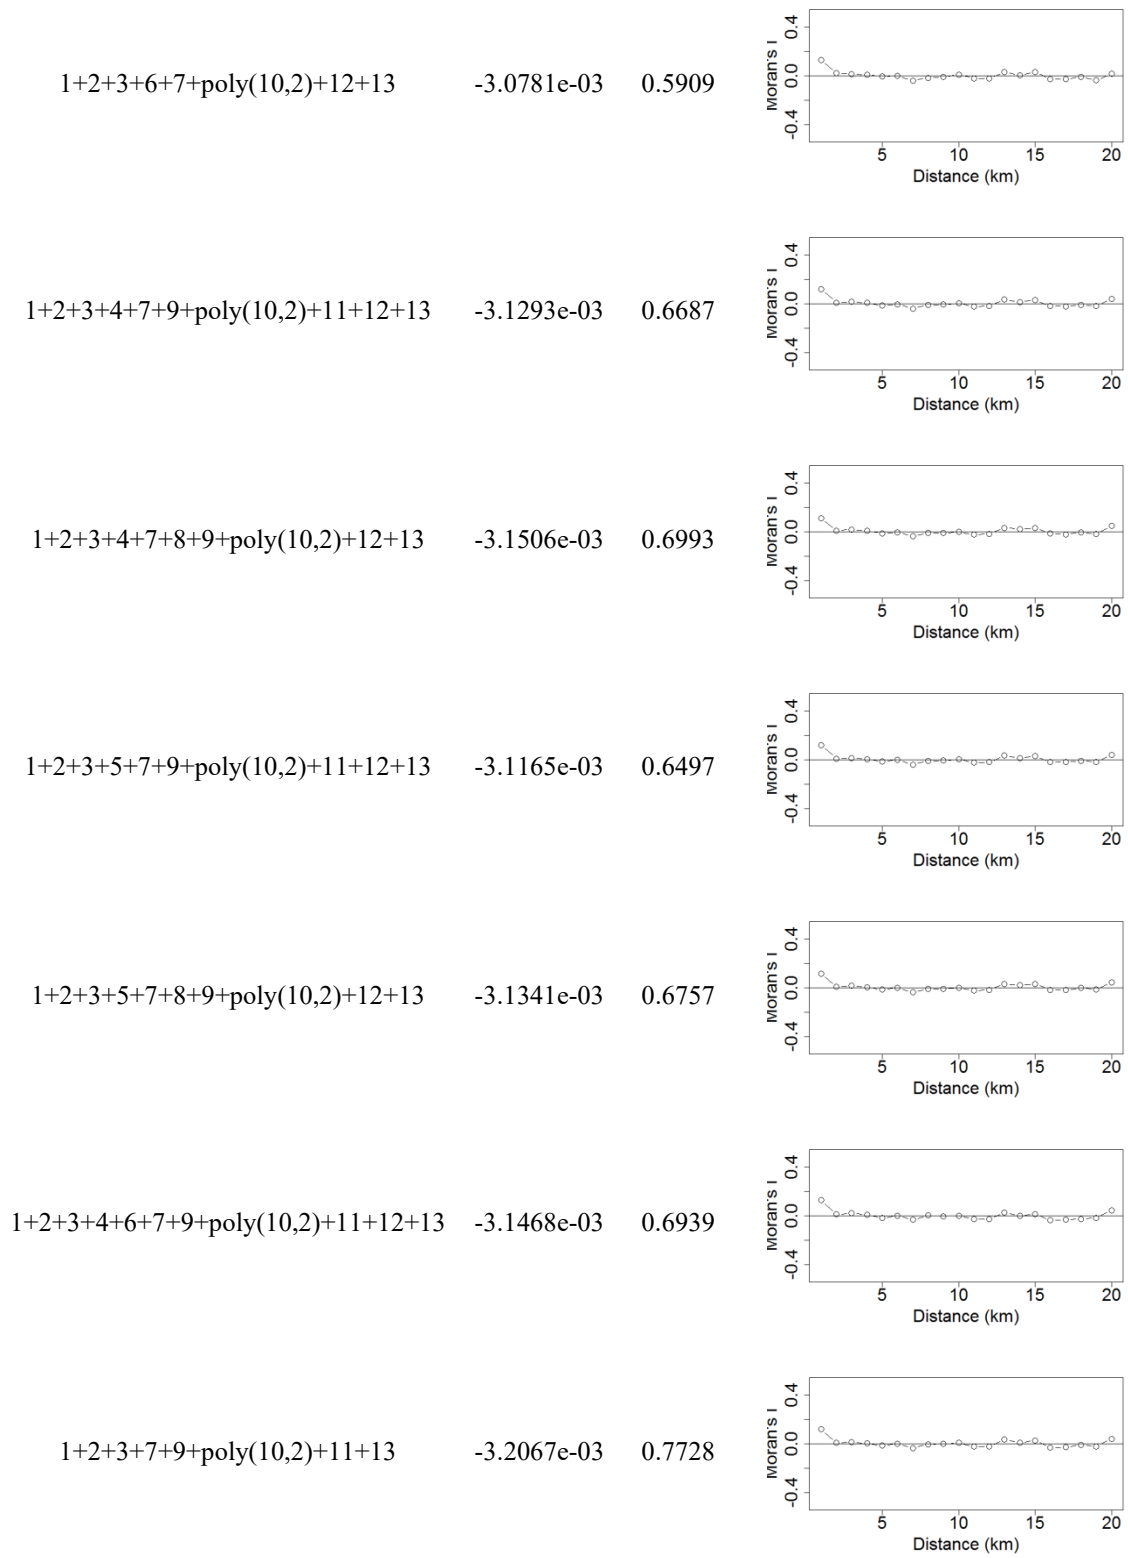 1+2+3+6+7+poly(10,2)+12+13 -3.0781e-03 0.5909
Moran's I
0.4
0.0
-0.4
5 10 15 20
Distance (km)
1+2+3+4+7+9+poly(10,2)+11+12+13 -3.1293e-03 0.6687
Moran's I
0.4
0.0
-0.4
5 10 15 20
Distance (km)
1+2+3+4+7+8+9+poly(10,2)+12+13 -3.1506e-03 0.6993
Moran's I
0.4
0.0
-0.4
5 10 15 20
Distance (km)
1+2+3+5+7+9+poly(10,2)+11+12+13 -3.1165e-03 0.6497
Moran's I
0.4
0.0
-0.4
5 10 15 20
Distance (km)
1+2+3+5+7+8+9+poly(10,2)+12+13 -3.1341e-03 0.6757
Moran's I
0.4
0.0
-0.4
5 10 15 20
Distance (km)
1+2+3+4+6+7+9+poly(10,2)+11+12+13 -3.1468e-03 0.6939
Moran's I
0.4
0.0
-0.4
5 10 15 20
Distance (km)
1+2+3+7+9+poly(10,2)+11+13 -3.2067e-03 0.7728
Moran's I
0.4
0.0
-0.4
5 10 15 20
Distance (km)